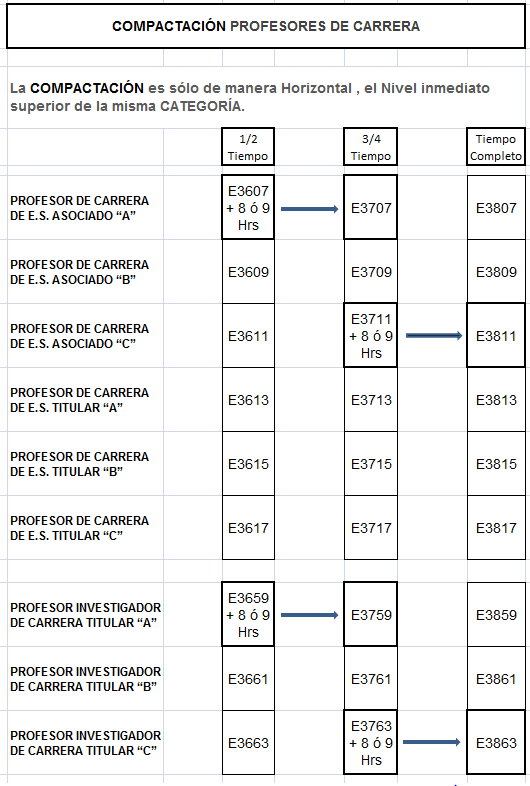 COMPACTACIÓN PROFESORES DE CARRERA
La COMPACTACIÓN es sólo de manera Horizontal , el Nivel inmediato
superior de la misma CATEGORÍA.
1/2
Tiempo
3/4
Tiempo
Tiempo
Completo
PROFESOR DE CARRERA
DE E.S. ASOCIADO “A”
E3607
+ 8 ó 9
Hrs
E3707
E3807
PROFESOR DE CARRERA
DE E.S. ASOCIADO “B”
E3609
E3709
E3809
PROFESOR DE CARRERA
DE E.S. ASOCIADO “C”
E3611
E3711
+ 8 ó 9
Hrs
E3811
PROFESOR DE CARRERA
DE E.S. TITULAR “A”
E3613
E3713
E3813
PROFESOR DE CARRERA
DE E.S. TITULAR “B”
E3615
E3715
E3815
PROFESOR DE CARRERA
DE E.S. TITULAR “C”
E3617
E3717
E3817
PROFESOR INVESTIGADOR
DE CARRERA TITULAR “A”
E3659
+ 8 ó 9
Hrs
E3759
E3859
PROFESOR INVESTIGADOR
DE CARRERA TITULAR “B”
E3661
E3761
E3861
PROFESOR INVESTIGADOR
DE CARRERA TITULAR “C”
E3663
E3763
+ 8 ó 9
Hrs
E3863